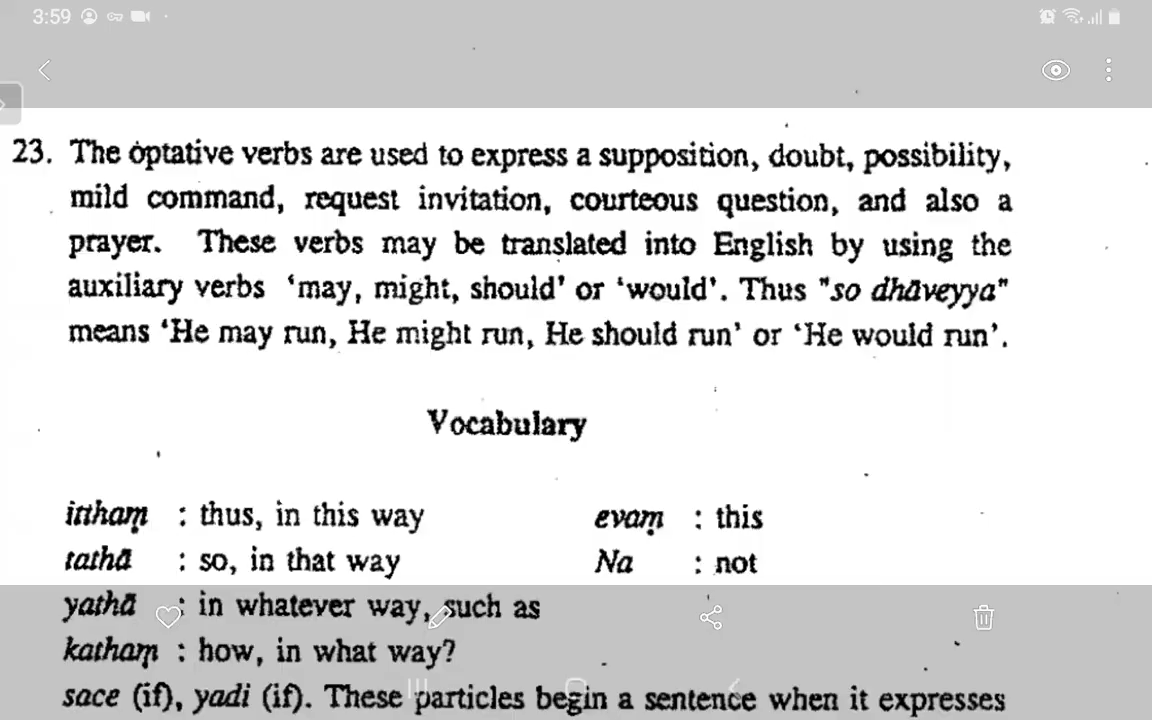 3:59
23. The optative verbs are used to express a supposition, doubt, possibility,
mild command, request invitation, courteous question, and also a
prayer. These verbs may be translated into English by using the
auxiliary verbs ‘may, might, should’ or ‘would’. Thus "so dhāveyya"
means ‘He may run, He might run, He should run’ or ‘He would run’.
Vocabulary
itthaṃ : thus, in this way evaṃ : this
tathā : so, in that way Na : not
yathā : in whatever way, such as
kathaṃ : how, in what way?
sace (if), yadi (if). These particles begin a sentence when it expresses